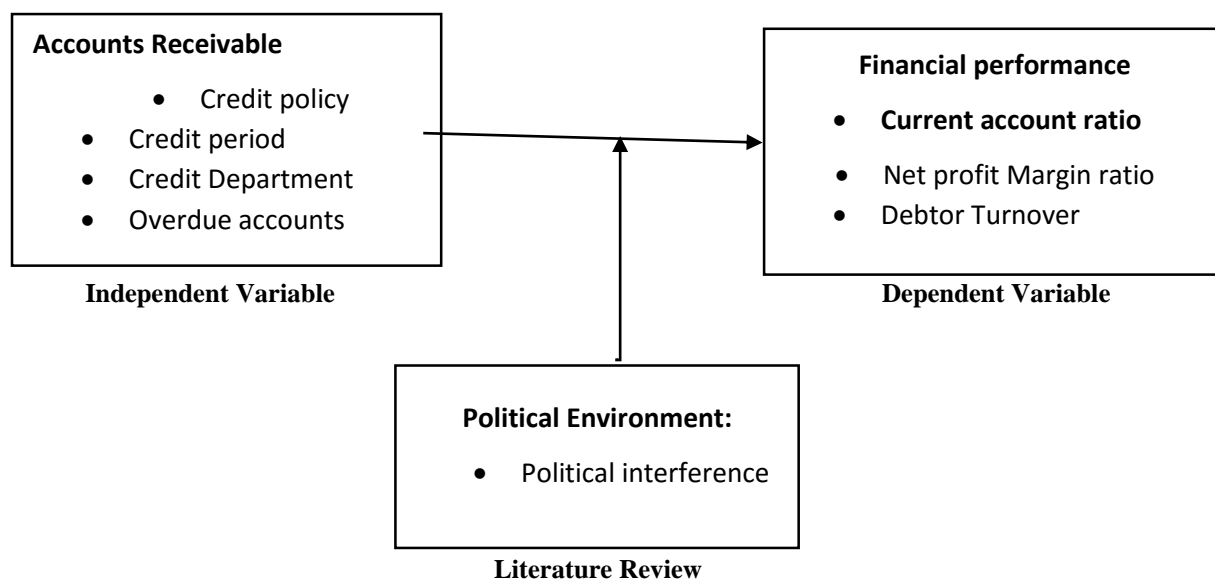 Accounts Receivable
• Credit policy
• Credit period
• Credit Department
• Overdue accounts
Independent Variable
Financial performance
• Current account ratio
• Net profit Margin ratio
• Debtor Turnover
Dependent Variable
Political Environment:
• Political interference
Literature Review